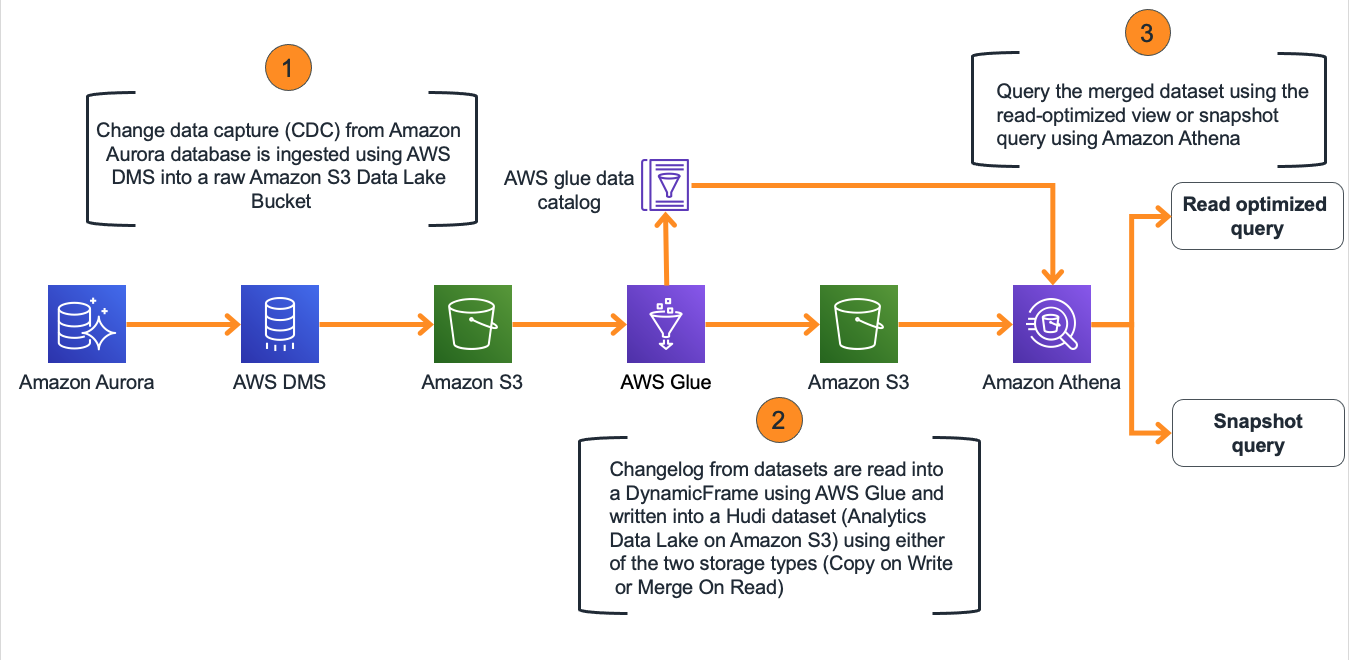 1
Change data capture (CDC) from Amazon
Aurora database is ingested using AWS
DMS into a raw Amazon S3 Data Lake
Bucket
3
Query the merged dataset using the
read-optimized view or snapshot
query using Amazon Athena
AWS glue data
catalog
Read optimized
query
Amazon Aurora
AWS DMS
Amazon S3
AWS Glue
Amazon S3
Amazon Athena
Snapshot
query
2
Changelog from datasets are read into
a DynamicFrame using AWS Glue and
written into a Hudi dataset (Analytics
Data Lake on Amazon S3) using either
of the two storage types (Copy on Write
or Merge On Read)